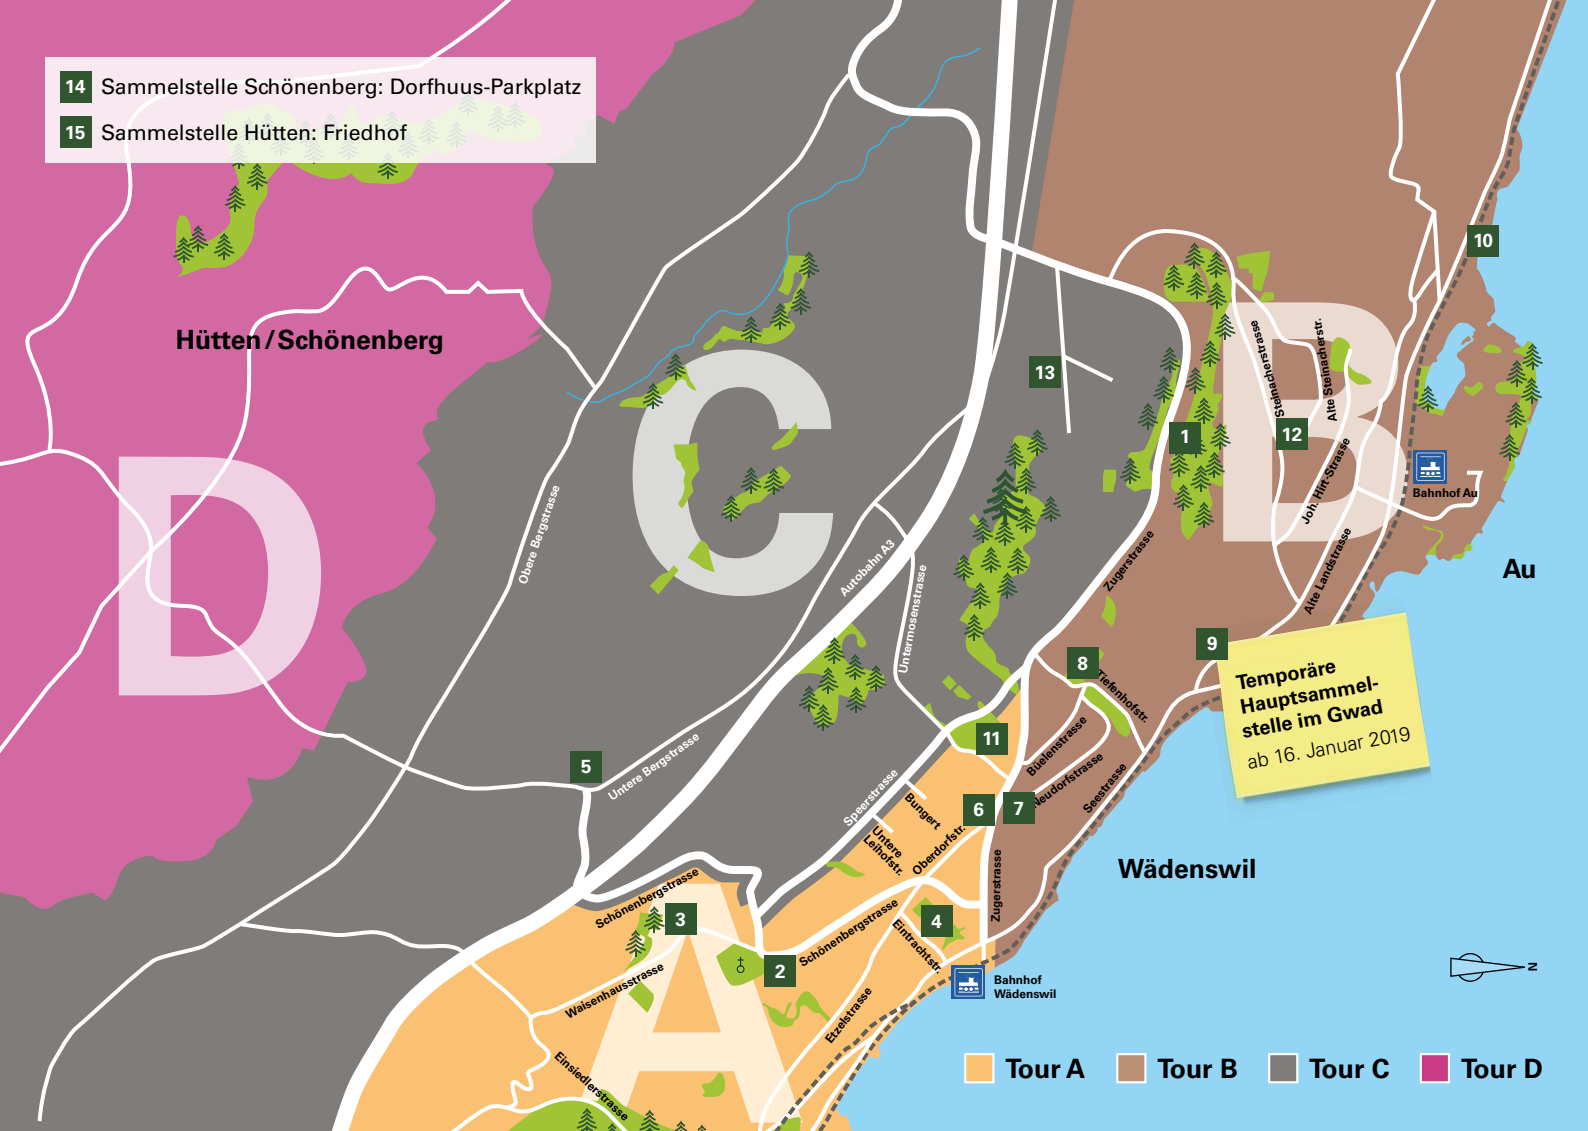 14 Sammelstelle Schönenberg: Dorfhuus-Parkplatz
15 Sammelstelle Hütten: Friedhof
10
Hütten/Schönenberg
13
Steinacherstrasse
Alte Steinacherstr.
1
12
B
C
D
Joh. Hirt-Strasse
Bahnhof Au
Obere Bergstrasse
Autobahn A3
Untermosenstrasse
Zugerstrasse
Alte Landstrasse
Au
9
8
Tiefenhofstr.
Temporäre
Hauptsammel-
stelle im Gwad
ab 16. Januar 2019
11
5
Untere Bergstrasse
Büelenstrasse
Neudorfstrasse
Seestrasse
Speerstrasse
Bungert
6
7
Untere
Leihofstr.
Oberdorfstr.
Zugerstrasse
Wädenswil
Schönenbergstrasse
3
A
Schönenbergstrasse
4
Eintrachtstr.
2
Waisenhausstrasse
Bahnhof
Wädenswil
N
Etzelstrasse
Einsiedlerstrasse
Tour A
Tour B
Tour C
Tour D